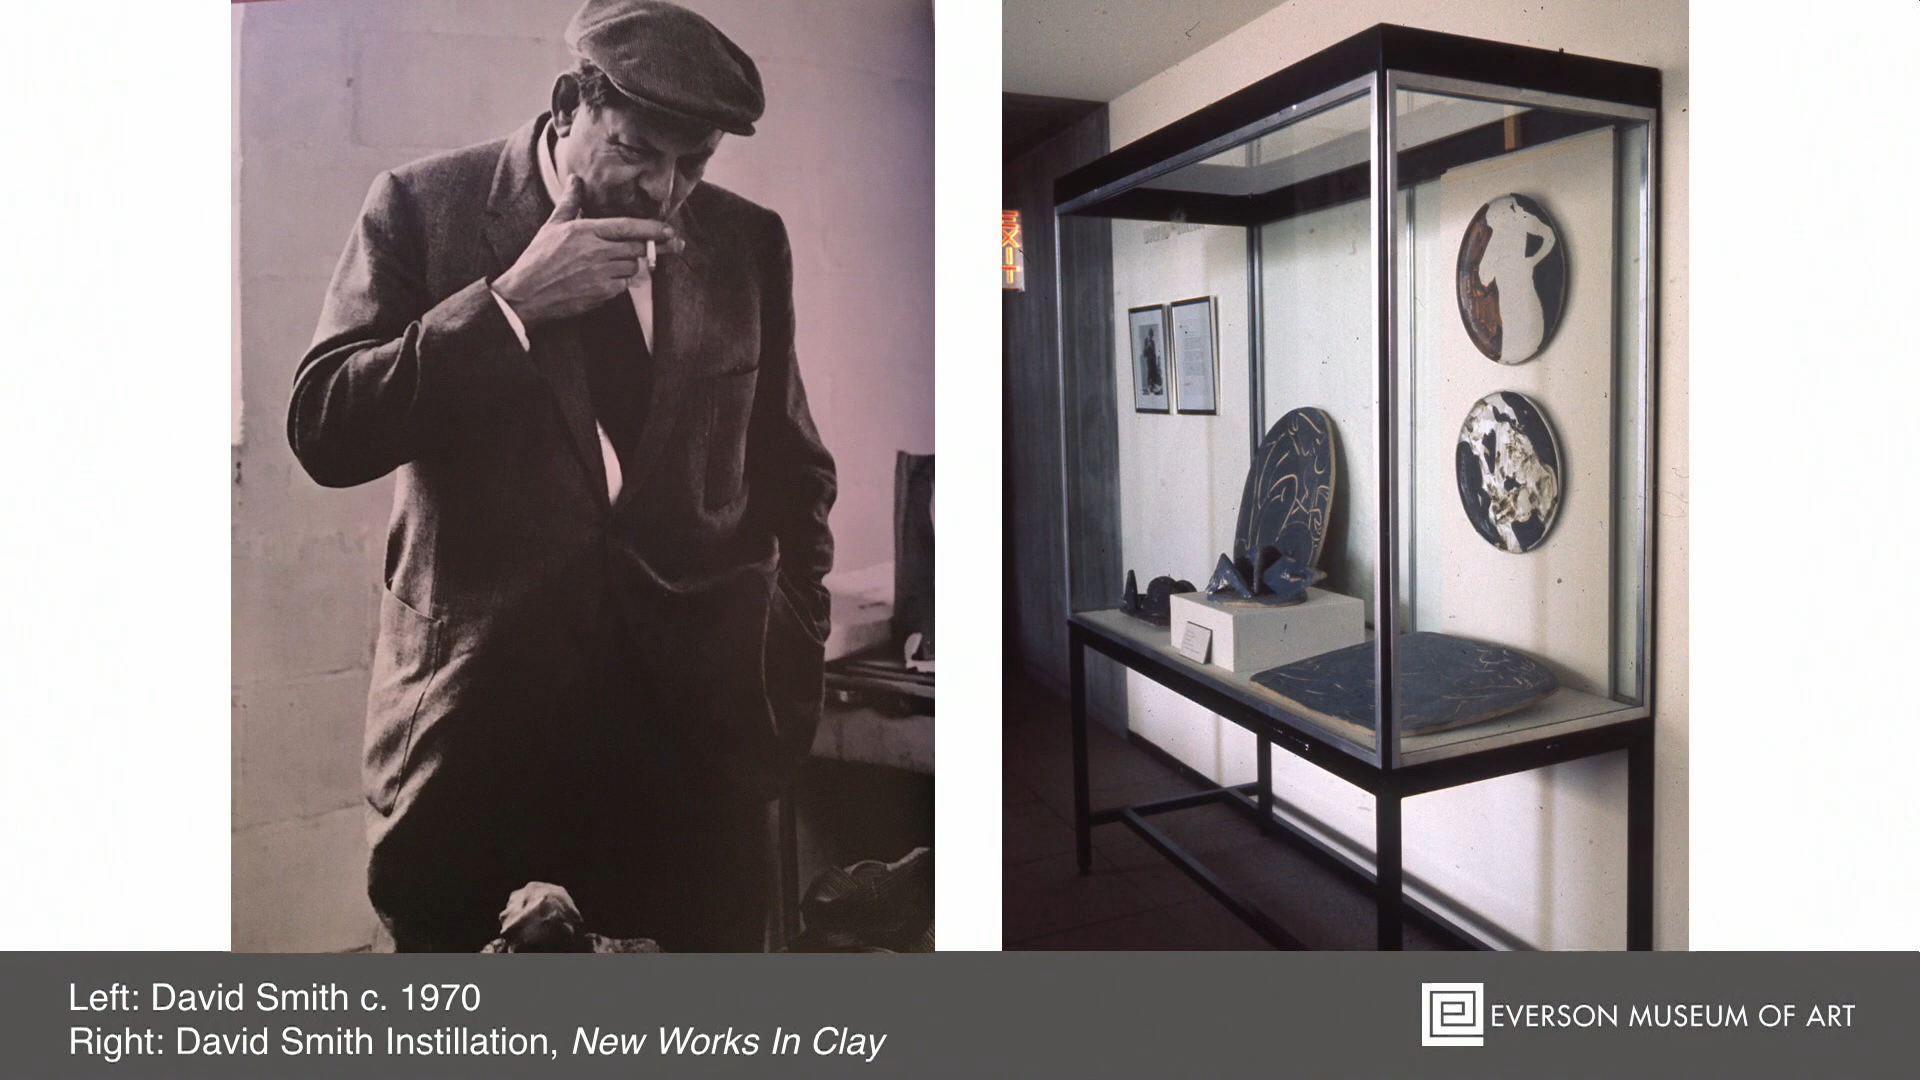 EXIT
Left: David Smith c. 1970
Right: David Smith Instillation, New Works In Clay
EVERSON MUSEUM OF ART